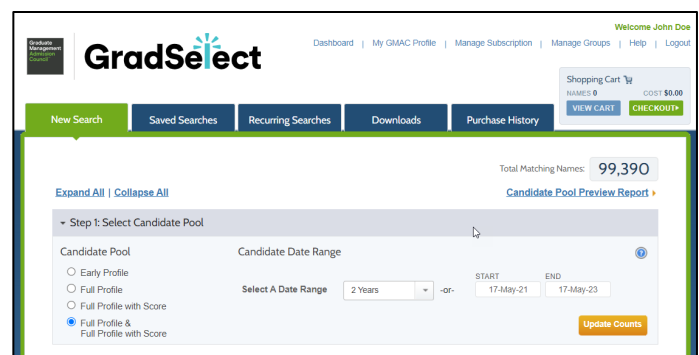 Welcome John Doe
Graduate
Management
Admission
Council™
GradSelect
Dashboard | My GMAC Profile | Manage Subscription | Manage Groups | Help | Logout
Shopping Cart
NAMES 0 COST $0.00
VIEW CART CHECKOUT
New Search Saved Searches Recurring Searches Downloads Purchase History
Total Matching Names: 99,390
Expand All | Collapse All Candidate Pool Preview Report
Step 1: Select Candidate Pool
Candidate Pool Candidate Date Range ?
Early Profile
START END
Full Profile Select A Date Range 2 Years -or- 17-May-21 17-May-23
Full Profile with Score
Full Profile &
Full Profile with Score
Update Counts